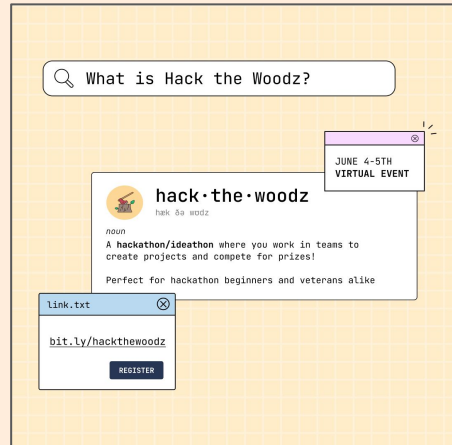 What is Hack the Woodz?
JUNE 4-5TH
VIRTUAL EVENT
hack·the·woodz
hæk ðə wʊdz
noun
A hackathon/ideathon where you work in teams to
create projects and compete for prizes!
Perfect for hackathon beginners and veterans alike
link.txt
bit.ly/hackthewoodz
REGISTER